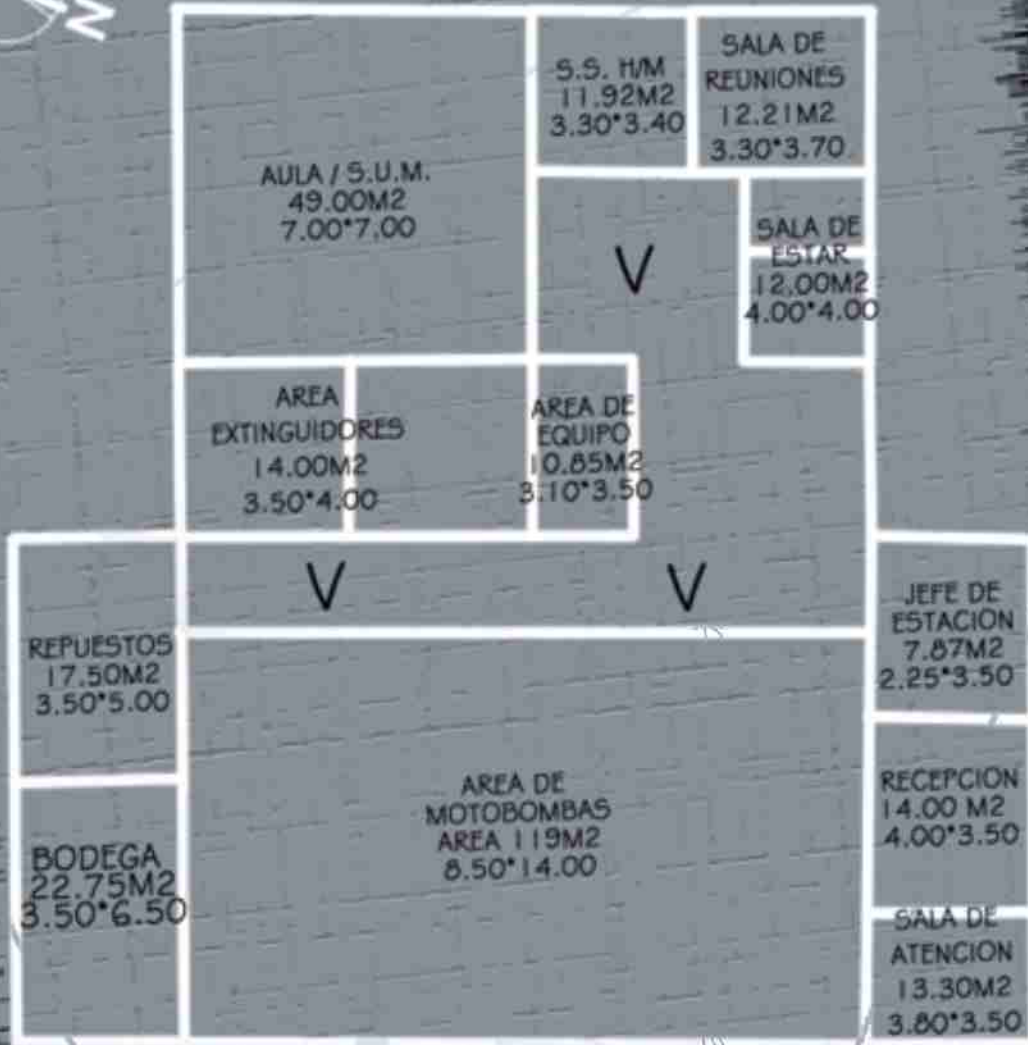 N
S.S. H/M
11.92M2
3.30*3.40
SALA DE
REUNIONES
12.21M2
3.30*3.70
AULA / S.U.M.
49.00M2
7.00*7.00
SALA DE
ESTAR
12.00M2
4.00*4.00
V
AREA
EXTINGUIDORES
14.00M2
3.50*4.00
AREA DE
EQUIPO
10.85M2
3.10*3.50
V
V
JEFE DE
ESTACION
7.87M2
2.25*3.50
REPUESTOS
17.50M2
3.50*5.00
AREA DE
MOTOBOMBAS
AREA 119M2
8.50*14.00
RECEPCION
14.00 M2
4.00*3.50
BODEGA
22.75M2
3.50*6.50
SALA DE
ATENCION
13.30M2
3.80*3.50